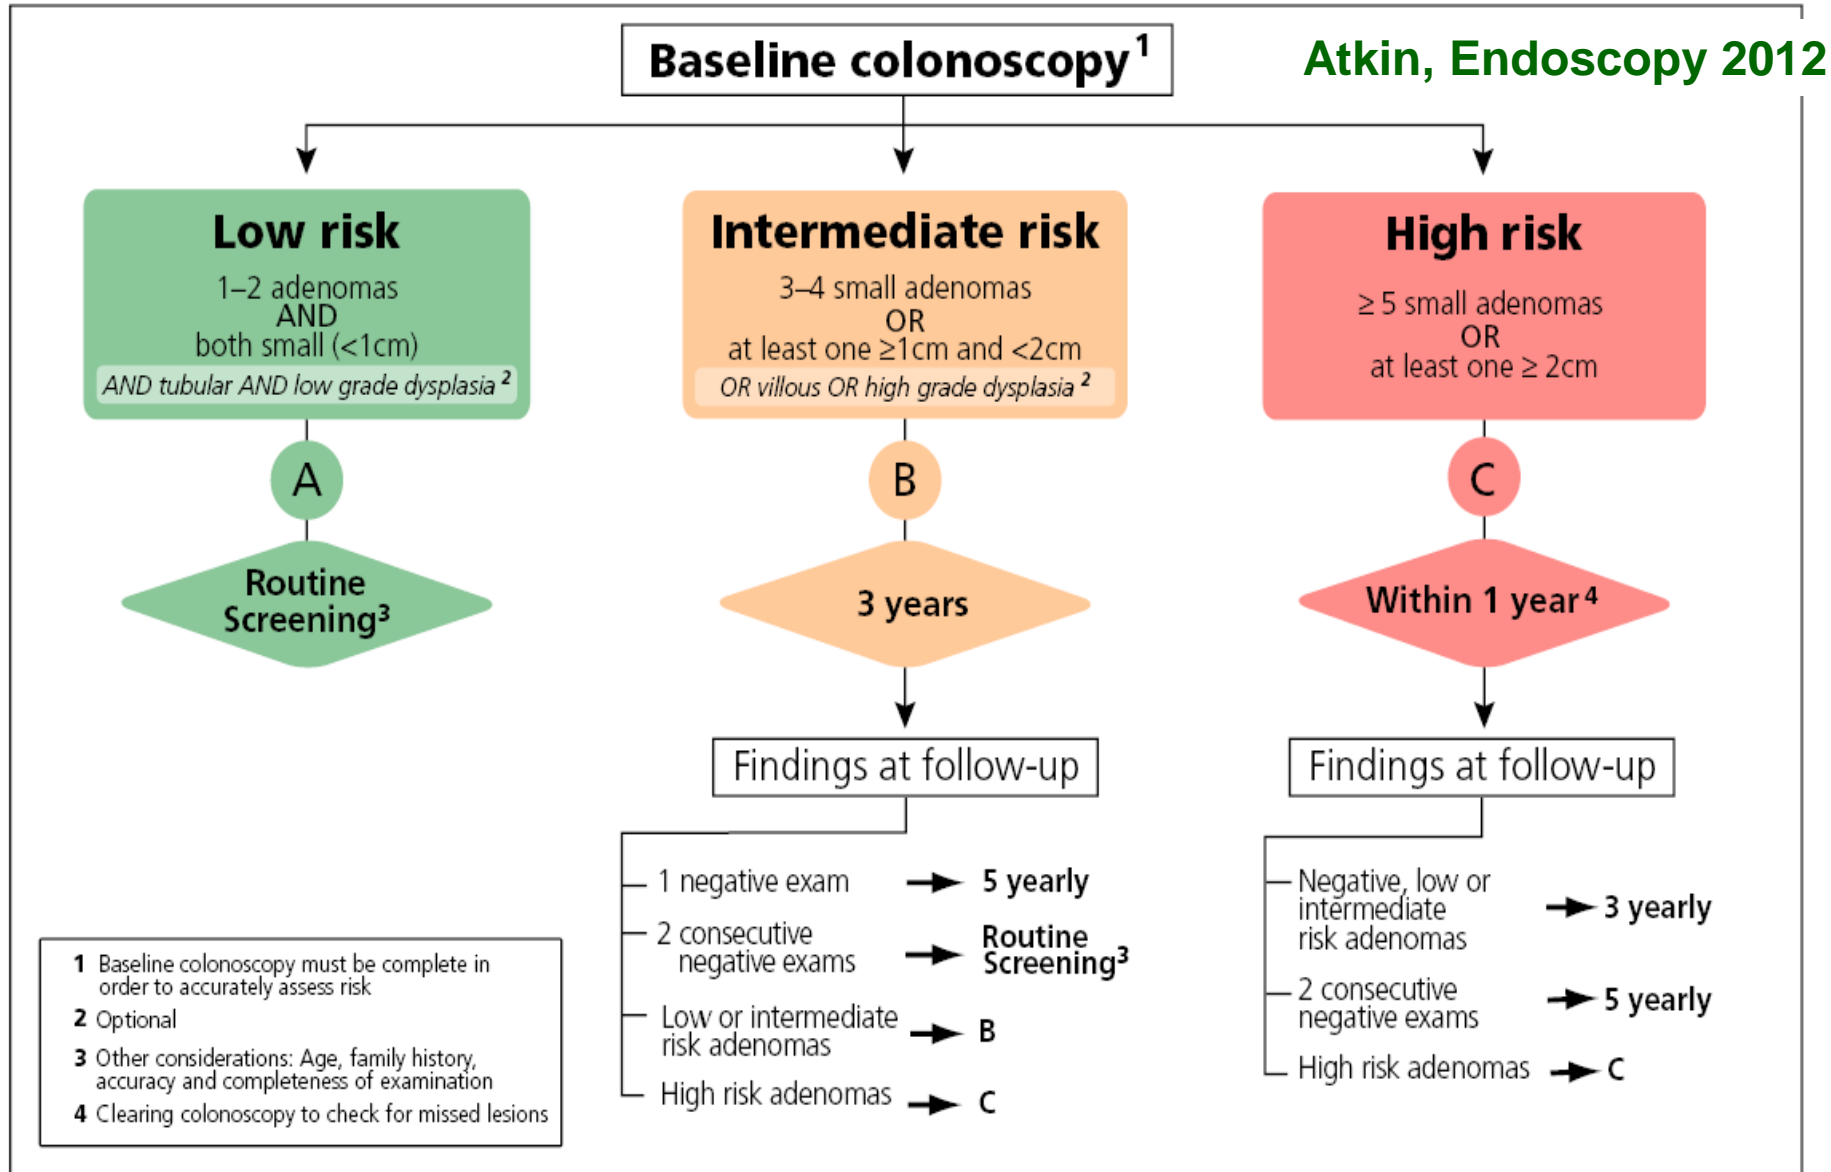 Baseline colonoscopy¹
Atkin, Endoscopy 2012
Low risk
1–2 adenomas
AND
both small (<1cm)
AND tubular AND low grade dysplasia ²
A
Routine
Screening³
Intermediate risk
3–4 small adenomas
OR
at least one ≥1cm and <2cm
OR villous OR high grade dysplasia ²
B
3 years
Findings at follow-up
1 negative exam → 5 yearly
2 consecutive
negative exams → Routine
Screening³
Low or intermediate
risk adenomas → B
High risk adenomas → C
High risk
≥ 5 small adenomas
OR
at least one ≥ 2cm
C
Within 1 year⁴
Findings at follow-up
Negative, low or
intermediate
risk adenomas → 3 yearly
2 consecutive
negative exams → 5 yearly
High risk adenomas → C
1 Baseline colonoscopy must be complete in
order to accurately assess risk
2 Optional
3 Other considerations: Age, family history,
accuracy and completeness of examination
4 Clearing colonoscopy to check for missed lesions